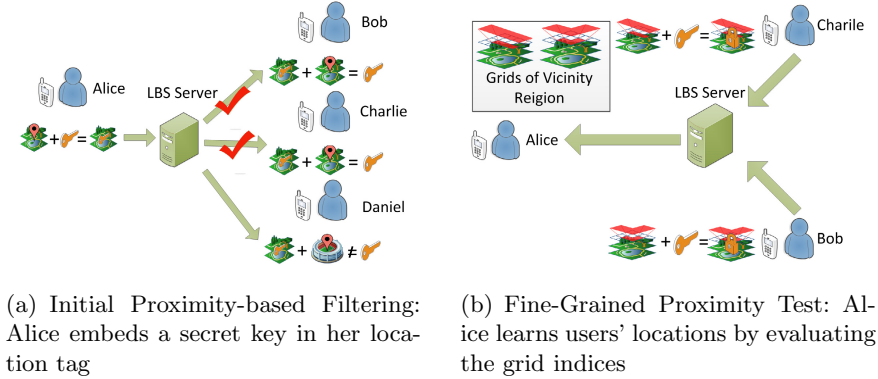 Bob
Alice
LBS Server
+ = 
+ =
Charlie
+ =
Daniel
+ ≠
(a) Initial Proximity-based Filtering:
Alice embeds a secret key in her loca-
tion tag
+ =
Charile
Grids of Vicinity
Reigion
LBS Server
Alice
+ =
Bob
(b) Fine-Grained Proximity Test: Al-
ice learns users' locations by evaluating
the grid indices